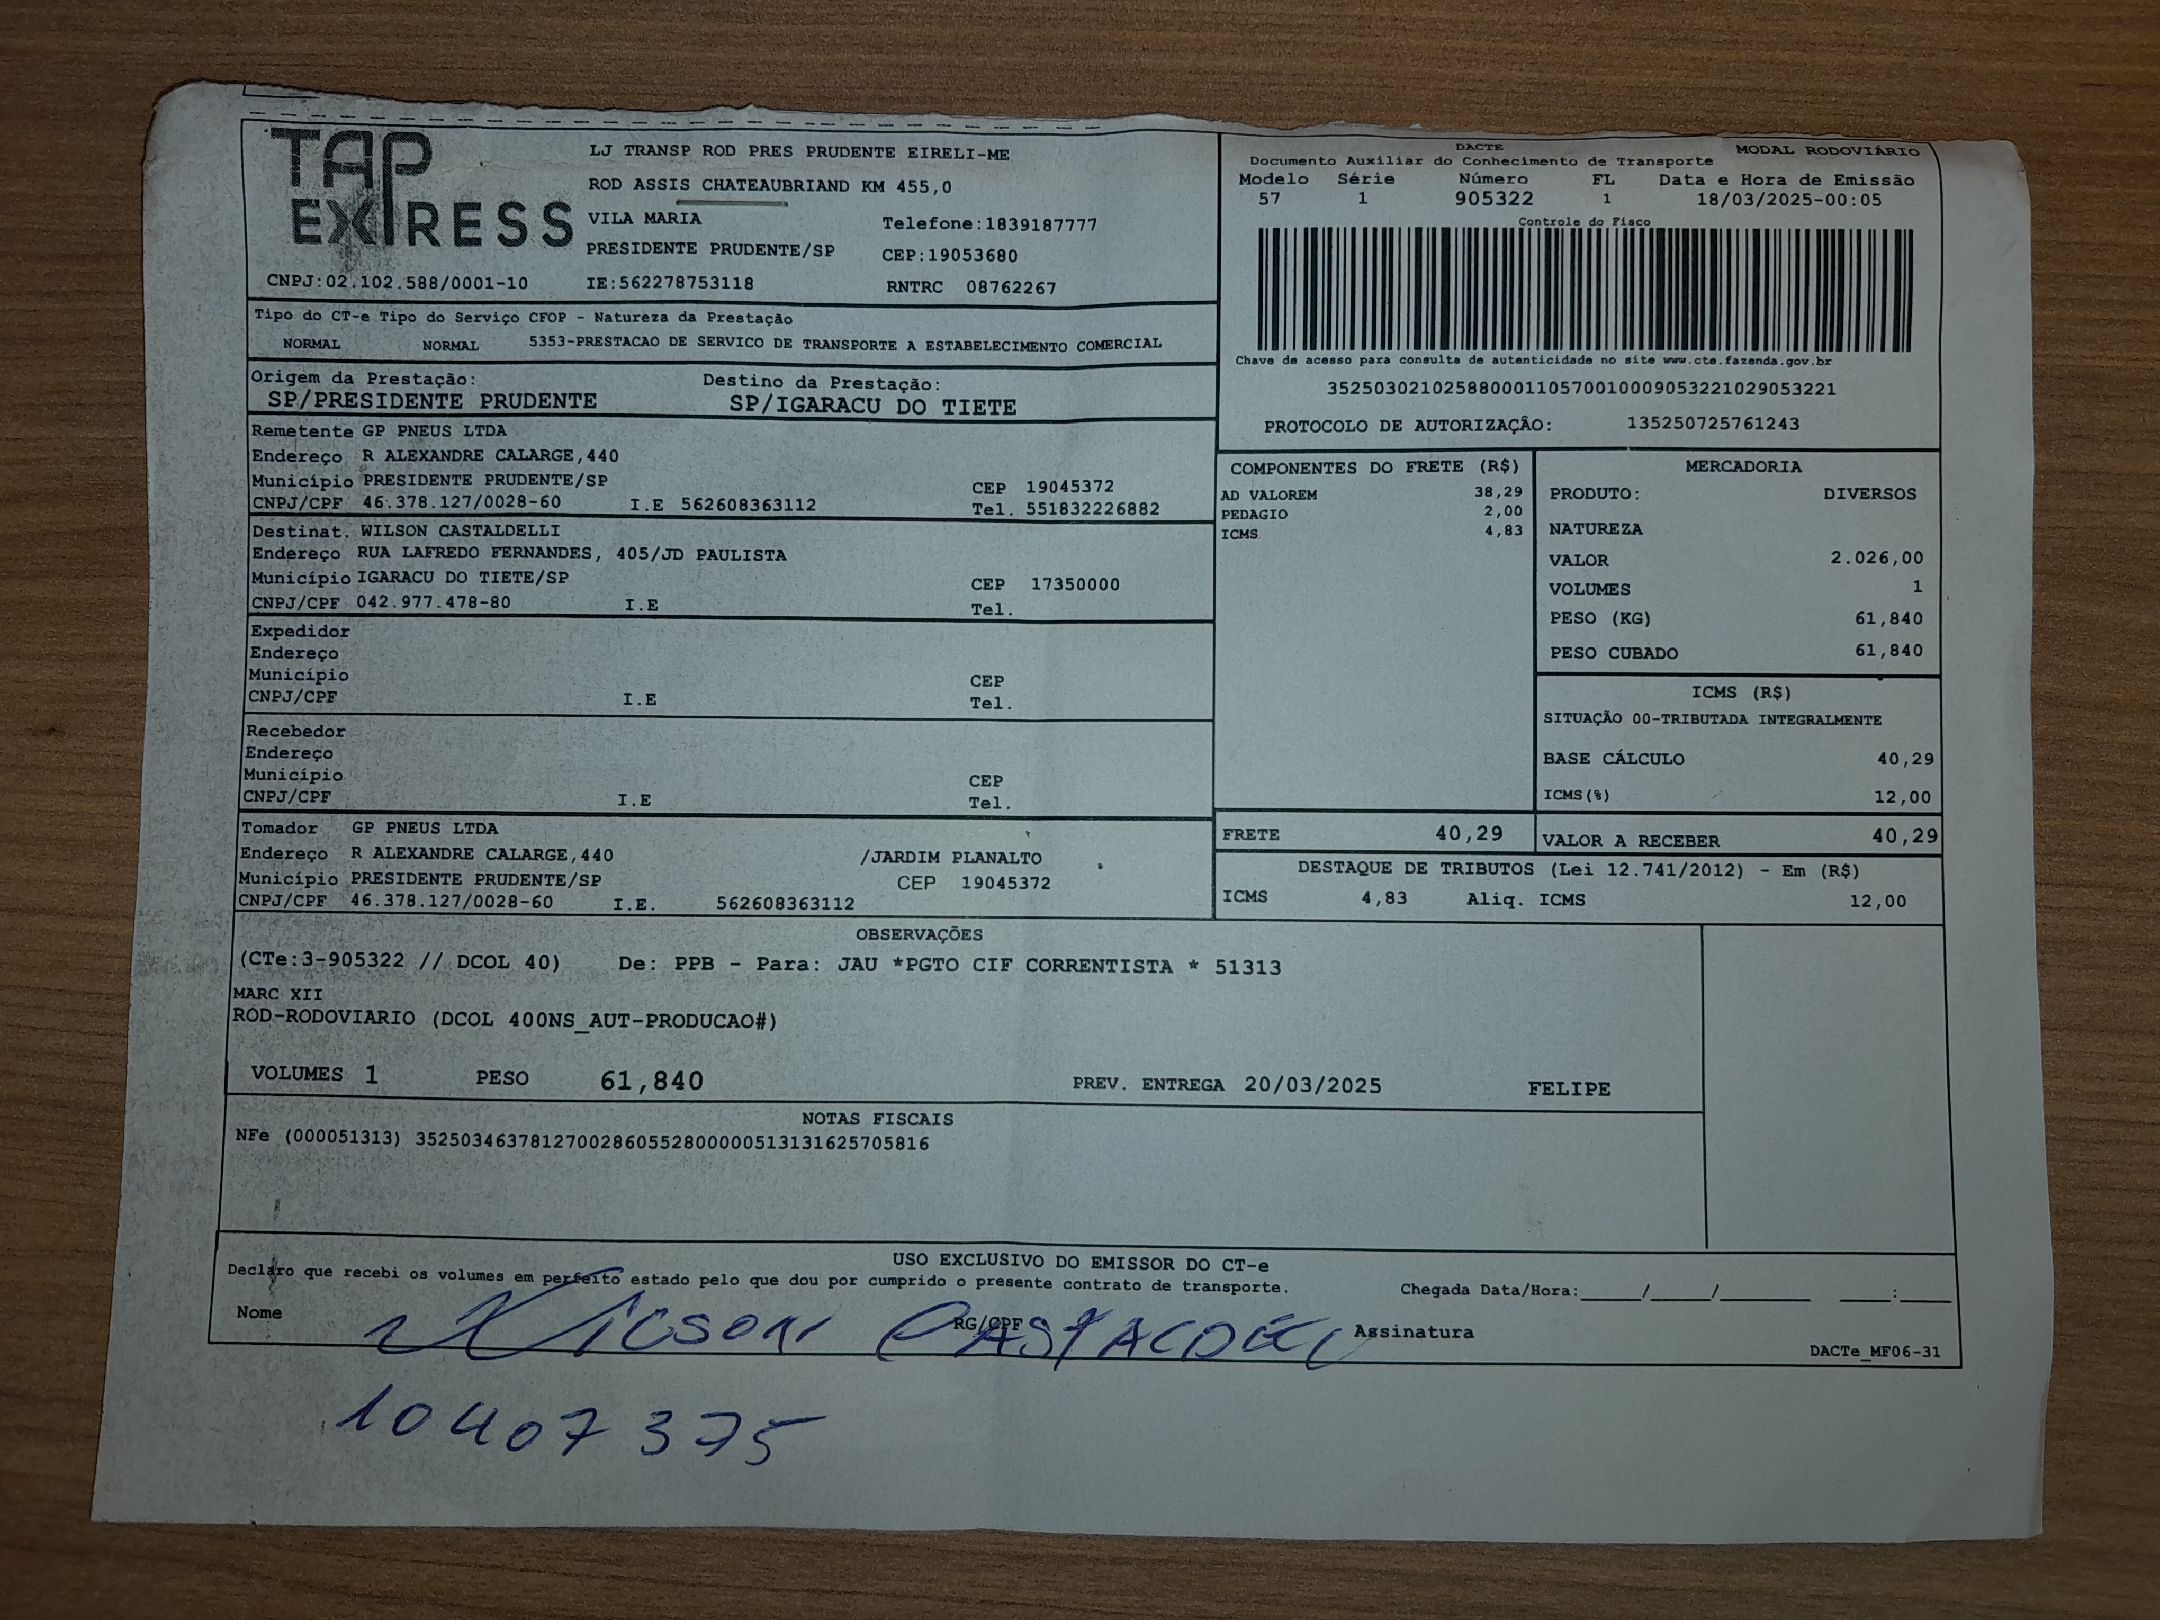 TAP EXPRESS
LJ TRANSP ROD PRES PRUDENTE EIRELI-ME
ROD ASSIS CHATEAUBRIAND KM 455,0
VILA MARIA Telefone:1839187777
PRESIDENTE PRUDENTE/SP CEP:19053680
CNPJ:02.102.588/0001-10 IE:562278753118 RNTRC 08762267
DACTE MODAL RODOVIÁRIO
Documento Auxiliar do Conhecimento de Transporte
Modelo Série Número FL Data e Hora de Emissão
57 1 905322 1 18/03/2025-00:05
Controle do Fisco
Chave de acesso para consulta de autenticidade no site www.cte.fazenda.gov.br
35250302102588000110570010009053221029053221
PROTOCOLO DE AUTORIZAÇÃO: 135250725761243
Tipo do CT-e Tipo do Serviço CFOP - Natureza da Prestação
NORMAL NORMAL 5353-PRESTACAO DE SERVICO DE TRANSPORTE A ESTABELECIMENTO COMERCIAL
Origem da Prestação: Destino da Prestação:
SP/PRESIDENTE PRUDENTE SP/IGARACU DO TIETE
Remetente GP PNEUS LTDA
Endereço R ALEXANDRE CALARGE,440
Município PRESIDENTE PRUDENTE/SP CEP 19045372
CNPJ/CPF 46.378.127/0028-60 I.E 562608363112 Tel. 551832226882
Destinat. WILSON CASTALDELLI
Endereço RUA LAFREDO FERNANDES, 405/JD PAULISTA
Município IGARACU DO TIETE/SP CEP 17350000
CNPJ/CPF 042.977.478-80 I.E Tel.
Expedidor
Endereço
Município CEP
CNPJ/CPF I.E Tel.
Recebedor
Endereço
Município CEP
CNPJ/CPF I.E Tel.
Tomador GP PNEUS LTDA
Endereço R ALEXANDRE CALARGE,440 /JARDIM PLANALTO
Município PRESIDENTE PRUDENTE/SP CEP 19045372
CNPJ/CPF 46.378.127/0028-60 I.E. 562608363112
COMPONENTES DO FRETE (R$)
AD VALOREM 38,29
PEDAGIO 2,00
ICMS 4,83
MERCADORIA
PRODUTO: DIVERSOS
NATUREZA
VALOR 2.026,00
VOLUMES 1
PESO (KG) 61,840
PESO CUBADO 61,840
ICMS (R$)
SITUAÇÃO 00-TRIBUTADA INTEGRALMENTE
BASE CÁLCULO 40,29
ICMS(%) 12,00
FRETE 40,29 VALOR A RECEBER 40,29
DESTAQUE DE TRIBUTOS (Lei 12.741/2012) - Em (R$)
ICMS 4,83 Aliq. ICMS 12,00
OBSERVAÇÕES
(CTe:3-905322 // DCOL 40) De: PPB - Para: JAU *PGTO CIF CORRENTISTA * 51313
MARC XII
ROD-RODOVIARIO (DCOL 400NS_AUT-PRODUCAO#)
VOLUMES 1 PESO 61,840 PREV. ENTREGA 20/03/2025 FELIPE
NOTAS FISCAIS
NFe (000051313) 35250346378127002860552800000513131625705816
USO EXCLUSIVO DO EMISSOR DO CT-e
Declaro que recebi os volumes em perfeito estado pelo que dou por cumprido o presente contrato de transporte. Chegada Data/Hora:_____/_____/_______ ____:____
Nome RG/CPF Assinatura
DACTe_MF06-31
10407375